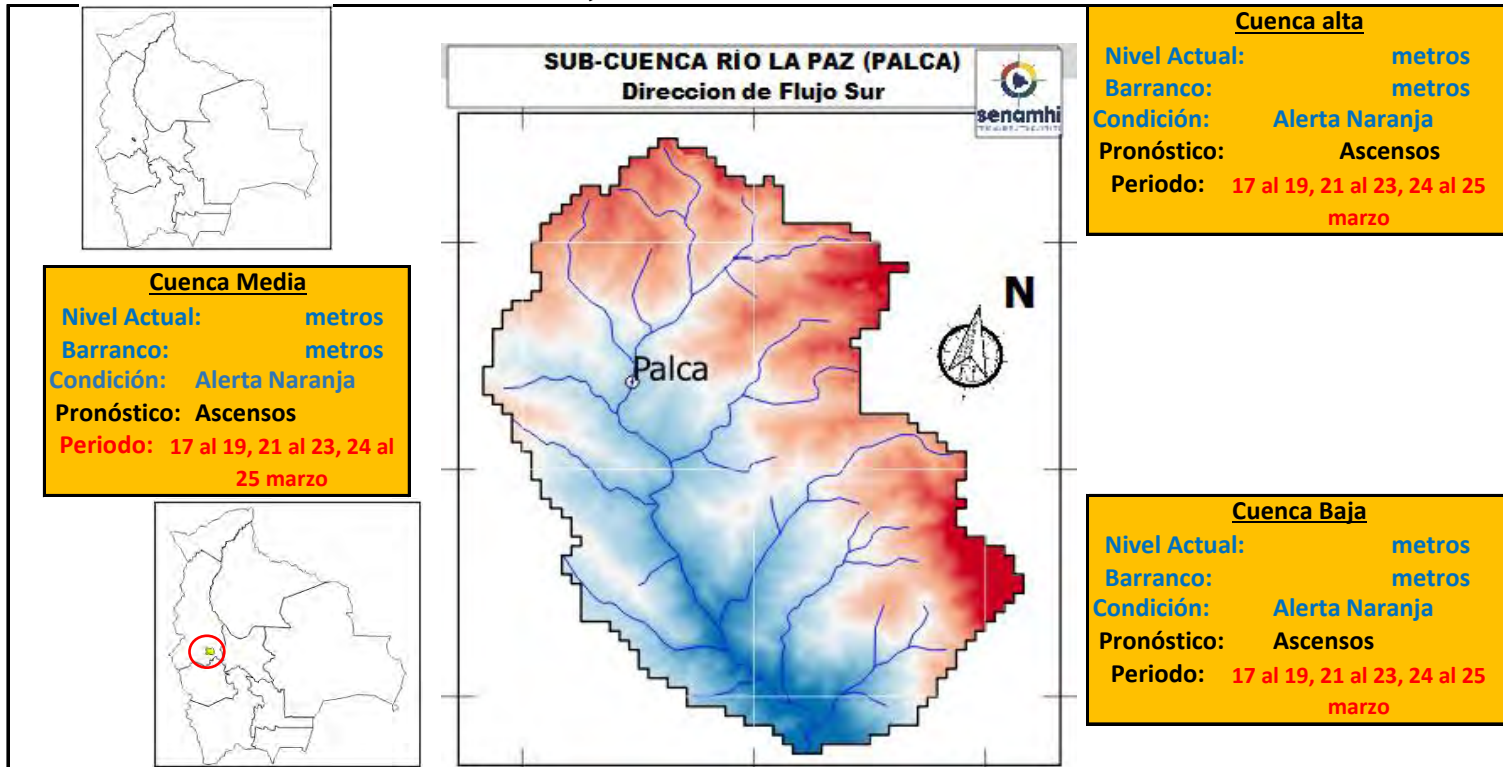 SUB-CUENCA RÍO LA PAZ (PALCA)
Direccion de Flujo Sur
senamhi
Cuenca alta
Nivel Actual: metros
Barranco: metros
Condición: Alerta Naranja
Pronóstico: Ascensos
Periodo: 17 al 19, 21 al 23, 24 al 25
marzo
Cuenca Media
Nivel Actual: metros
Barranco: metros
Condición: Alerta Naranja
Pronóstico: Ascensos
Periodo: 17 al 19, 21 al 23, 24 al
25 marzo
N
Palca
Cuenca Baja
Nivel Actual: metros
Barranco: metros
Condición: Alerta Naranja
Pronóstico: Ascensos
Periodo: 17 al 19, 21 al 23, 24 al 25
marzo